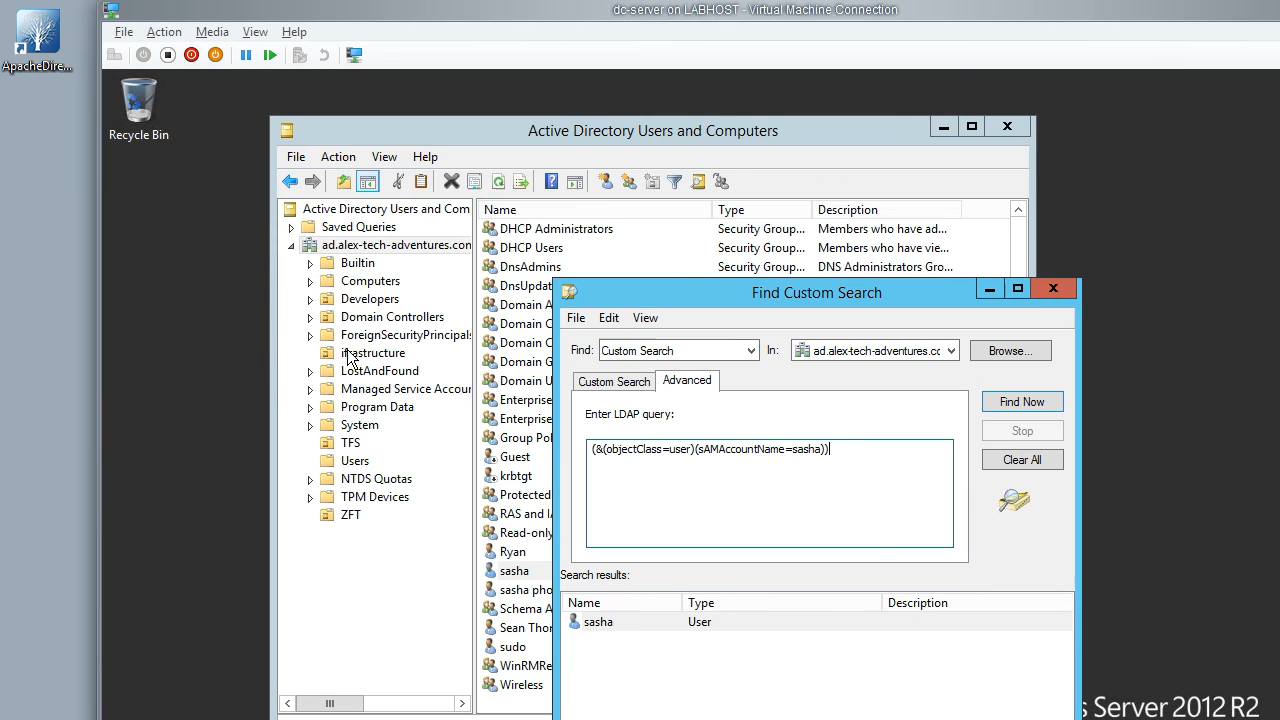 dc-server on LABHOST - Virtual Machine Connection
File Action Media View Help
ApacheDire...
Recycle Bin
Active Directory Users and Computers
File Action View Help
Active Directory Users and Com
Saved Queries
ad.alex-tech-adventures.con
Builtin
Computers
Developers
Domain Controllers
ForeignSecurityPrincipals
LostAndFound
Managed Service Accoun
Program Data
System
TFS
Users
NTDS Quotas
TPM Devices
ZFT
Name Type Description
DHCP Administrators Security Group... Members who have ad...
DHCP Users Security Group... Members who have vie...
DnsAdmins Security Group... DNS Administrators Gro...
DnsUpdat
Domain A
Domain C
Domain C
Domain G
Domain U
Enterprise
Enterprise
Group Pol
Guest
krbtgt
Protected
RAS and IA
Read-only
Ryan
sasha
sasha pho
Schema A
Sean Thor
sudo
WinRMRe
Wireless
Find Custom Search
File Edit View
Find: Custom Search In: ad.alex-tech-adventures.cc Browse...
Custom Search Advanced
Enter LDAP query:
(&(objectClass=user)(sAMAccountName=sasha))
Find Now
Stop
Clear All
Search results:
Name Type Description
sasha User
s Server 2012 R2